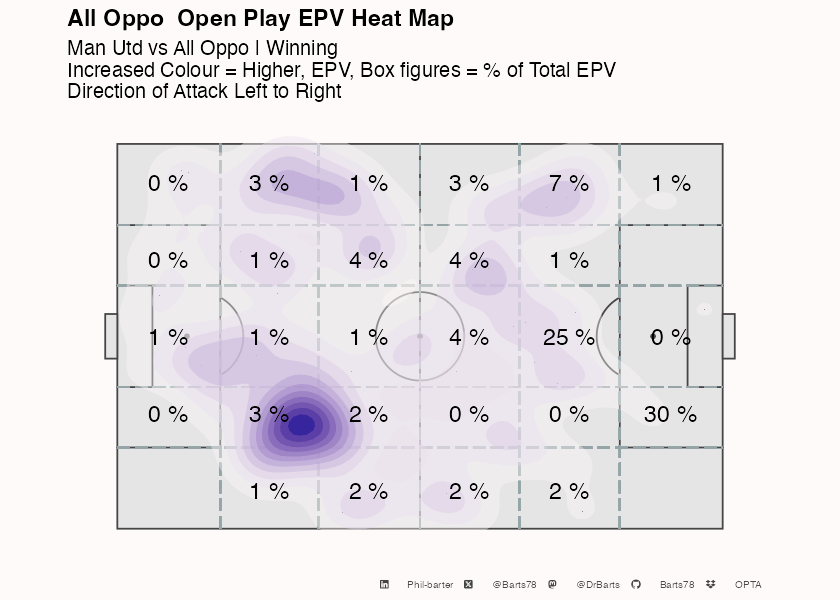 All Oppo  Open Play EPV Heat Map
Man Utd vs All Oppo | Winning
Increased Colour = Higher, EPV, Box figures = % of Total EPV
Direction of Attack Left to Right
0 % 3 % 1 % 3 % 7 % 1 %
0 % 1 % 4 % 4 % 1 %
1 % 1 % 1 % 4 % 25 % 0 %
0 % 3 % 2 % 0 % 0 % 30 %
1 % 2 % 2 % 2 %
Phil-barter @Barts78 @DrBarts Barts78 OPTA